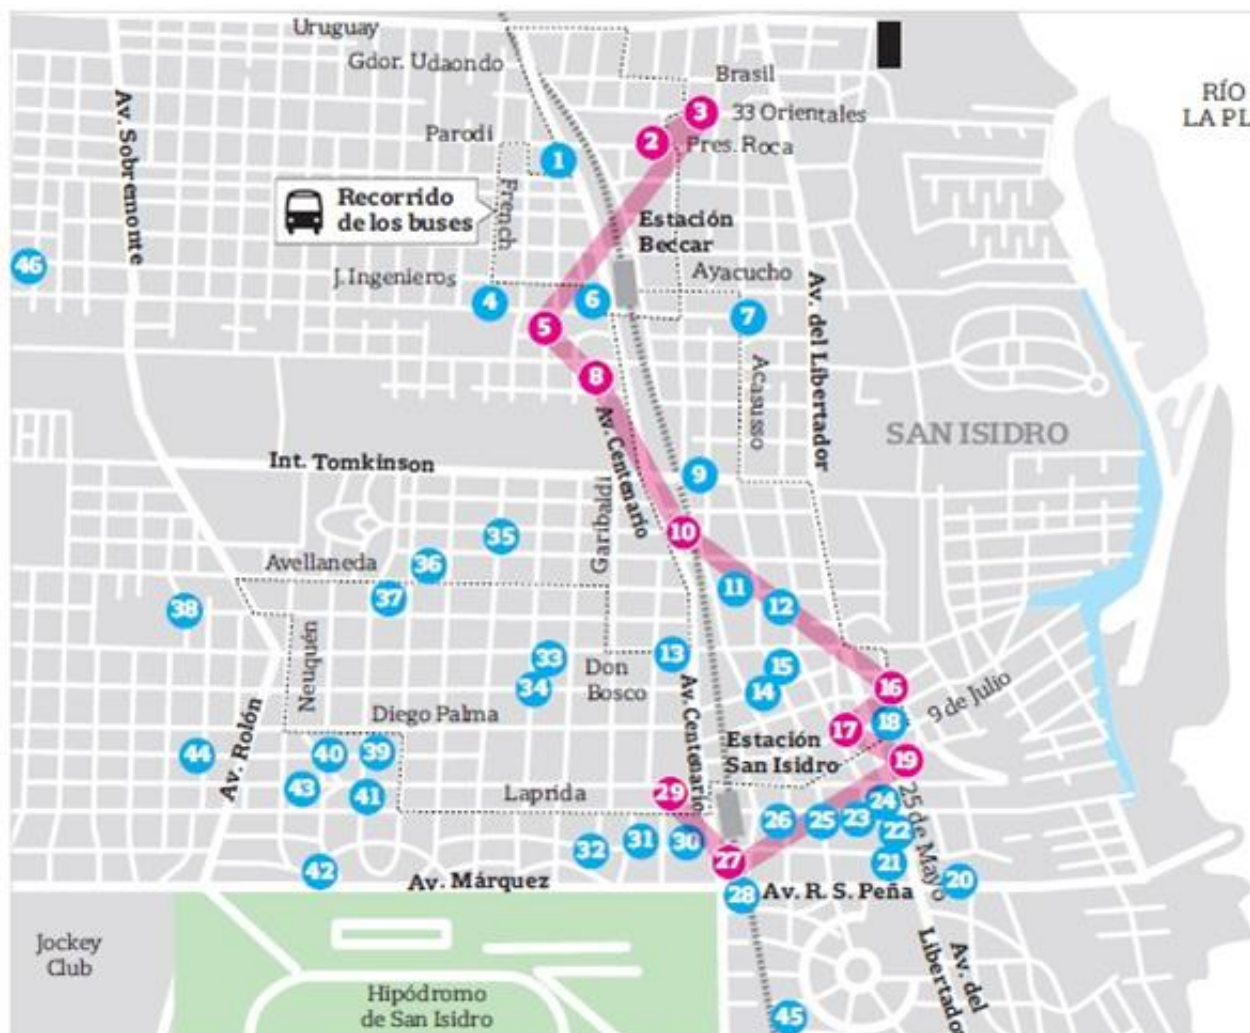 Uruguay
Gdor. Udaondo
Brasil
RÍO
LA PL
Av. Sobremonte
3
33 Orientales
Parodi
2
Pres. Roca
1
French
Recorrido
de los buses
Estación
Beccar
46
J. Ingenieros
Ayacucho
4
6
7
5
Av. del Libertador
8
Acasusso
Av. Centenario
SAN ISIDRO
Int. Tomkinson
9
Garibaldi
35
10
Avellaneda
36
37
11
12
38
Neuquén
33
Don
Bosco
13
15
34
14
16
9 de Julio
Diego Palma
Av. Centenario
17
18
Av. Rolón
44
40
39
Estación
San Isidro
19
43
41
Laprida
29
25 de Mayo
24
26
25
23
22
32
31
30
27
21
42
Av. Márquez
28
Av. R. S. Peña
20
Jockey
Club
Av. del
Libertado
Hipódromo
de San Isidro
45